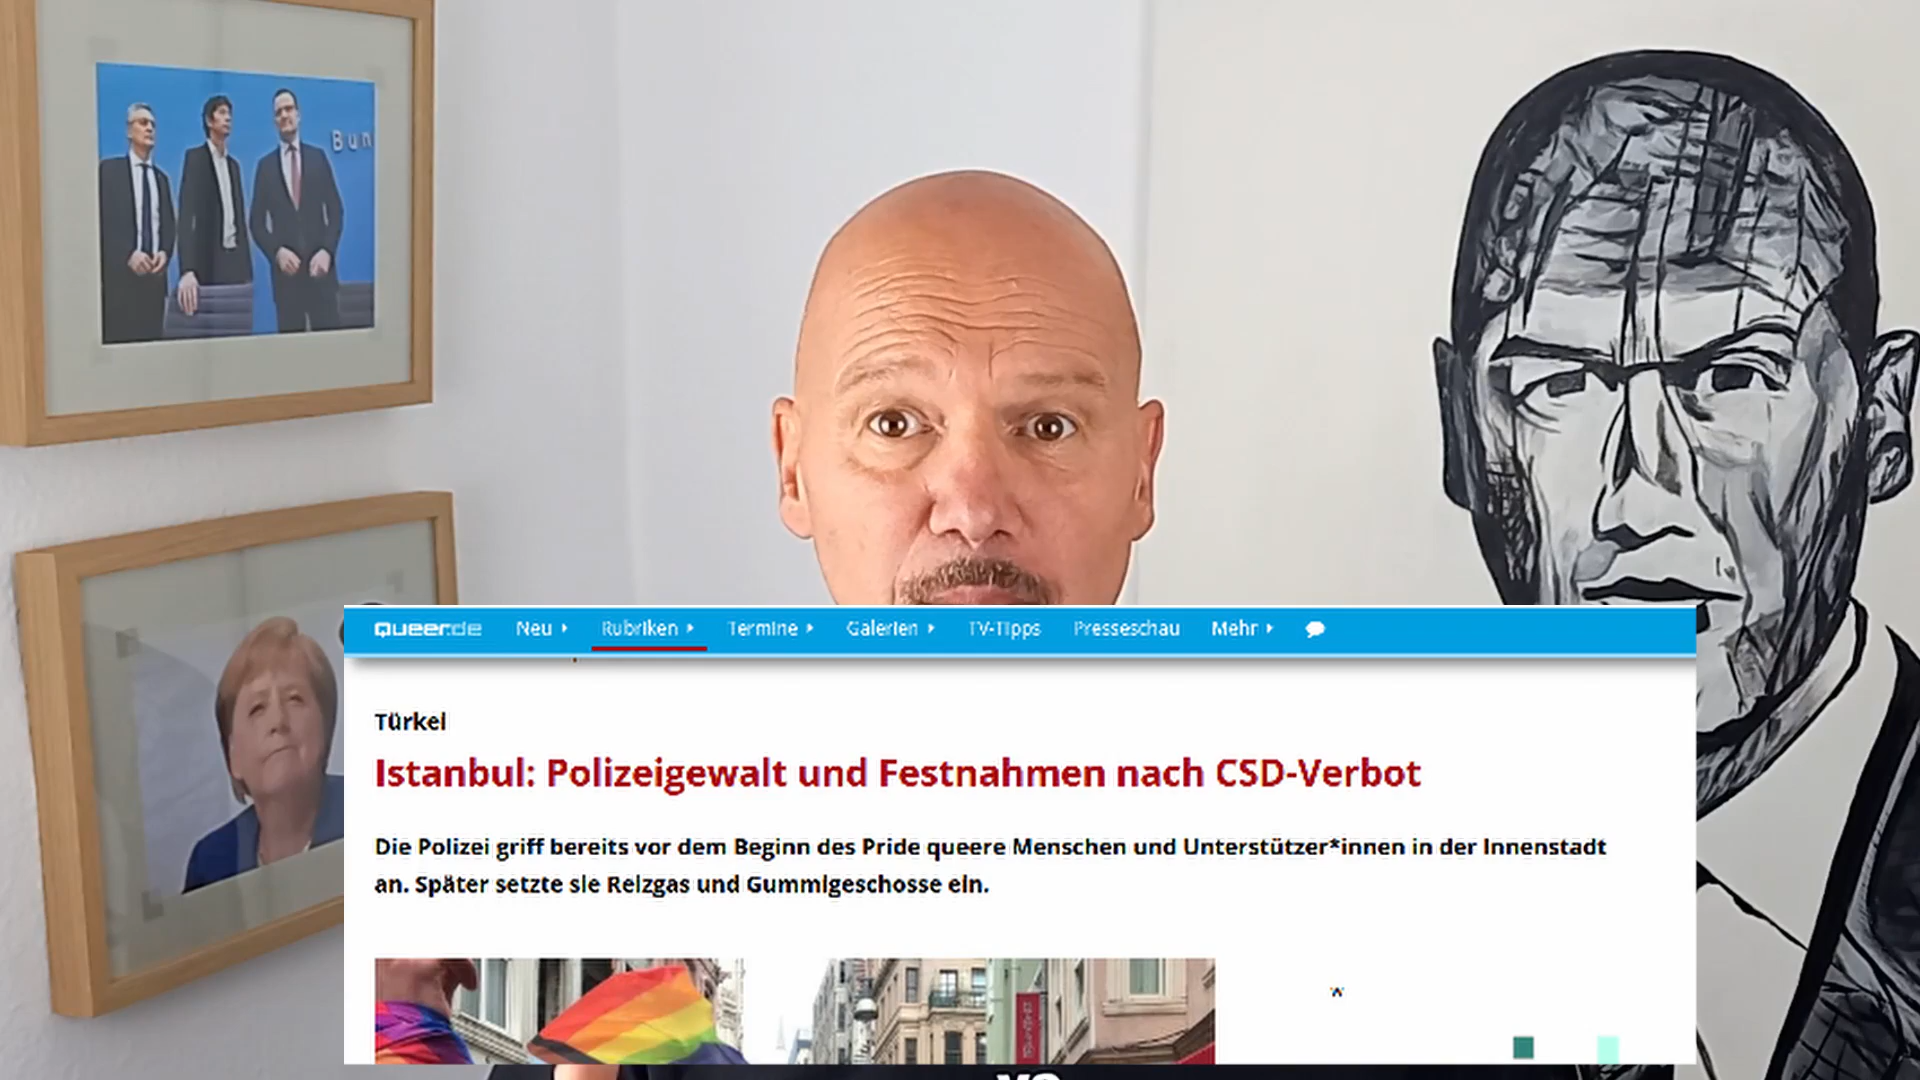 Bun
Queer.de Neu Rubriken Termine Galerien TV-Tipps Presseschau Mehr
Türkei
Istanbul: Polizeigewalt und Festnahmen nach CSD-Verbot
Die Polizei griff bereits vor dem Beginn des Pride queere Menschen und Unterstützer*innen in der Innenstadt
an. Später setzte sie Reizgas und Gummigeschosse ein.